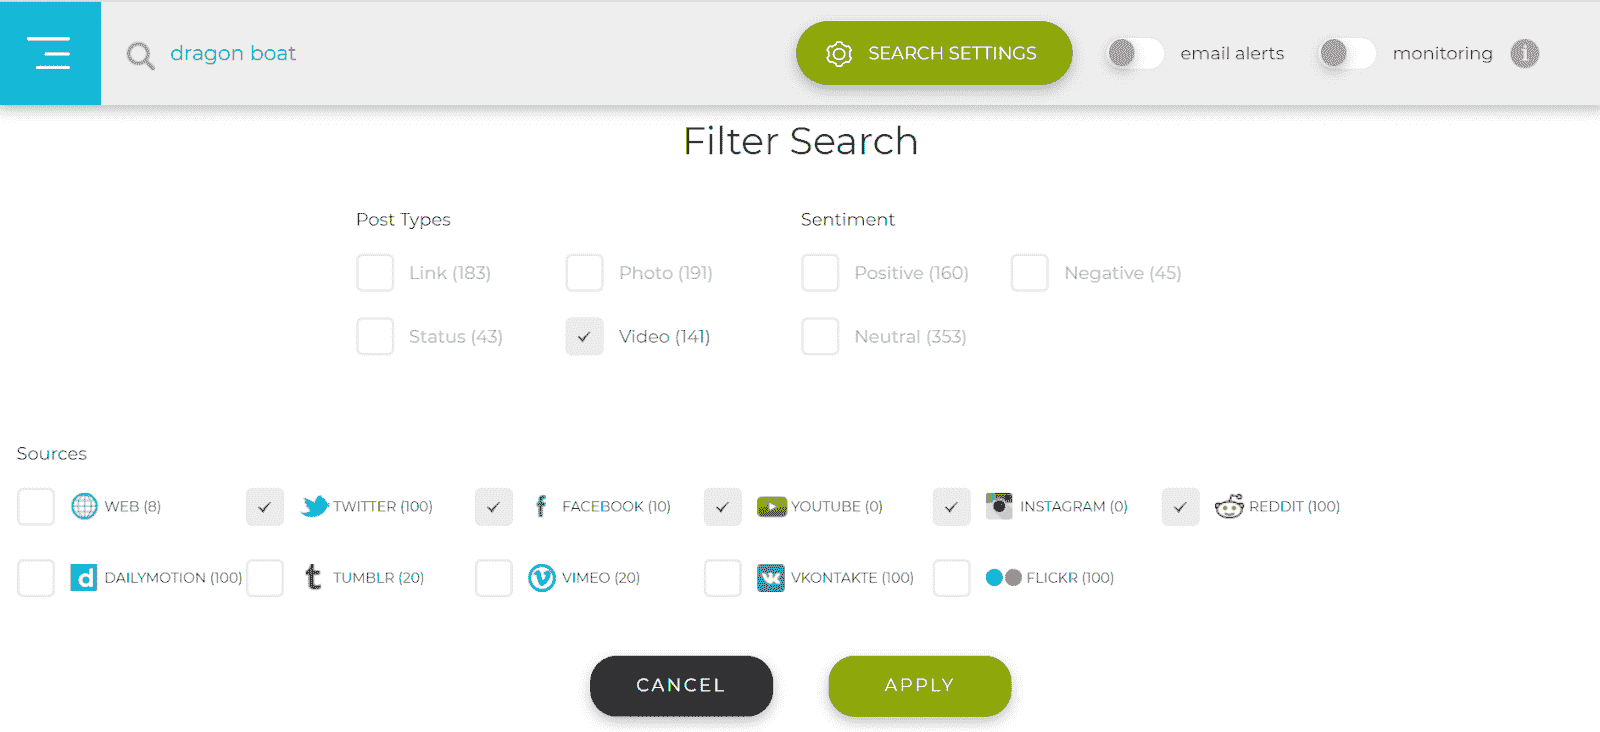 dragon boat
SEARCH SETTINGS
email alerts
monitoring
Filter Search
Post Types
Sentiment
Link (183)
Photo (191)
Positive (160)
Negative (45)
Status (43)
Video (141)
Neutral (353)
Sources
WEB (8)
TWITTER (100)
FACEBOOK (10)
YOUTUBE (0)
INSTAGRAM (0)
REDDIT (100)
DAILYMOTION (100)
TUMBLR (20)
VIMEO (20)
VKONTAKTE (100)
FLICKR (100)
CANCEL
APPLY